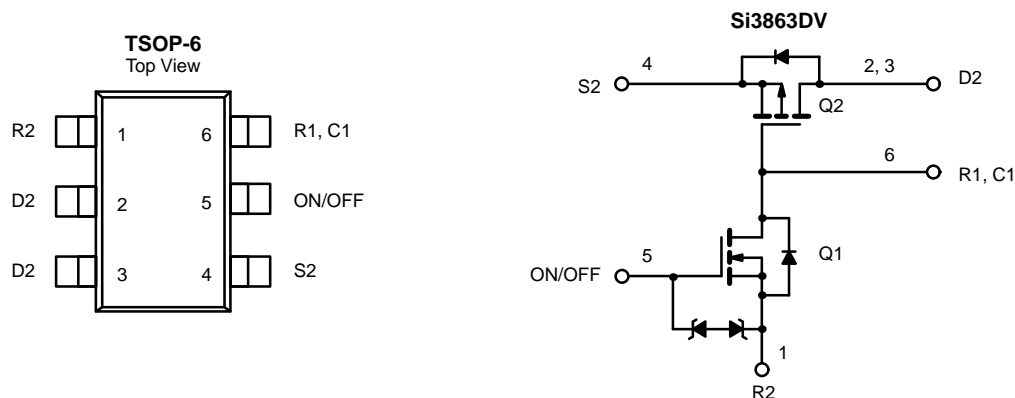 TSOP-6
Top View
R2 1 6 R1, C1
D2 2 5 ON/OFF
D2 3 4 S2
Si3863DV
S2 4 2, 3 D2
Q2
6 R1, C1
Q1
ON/OFF 5
1
R2